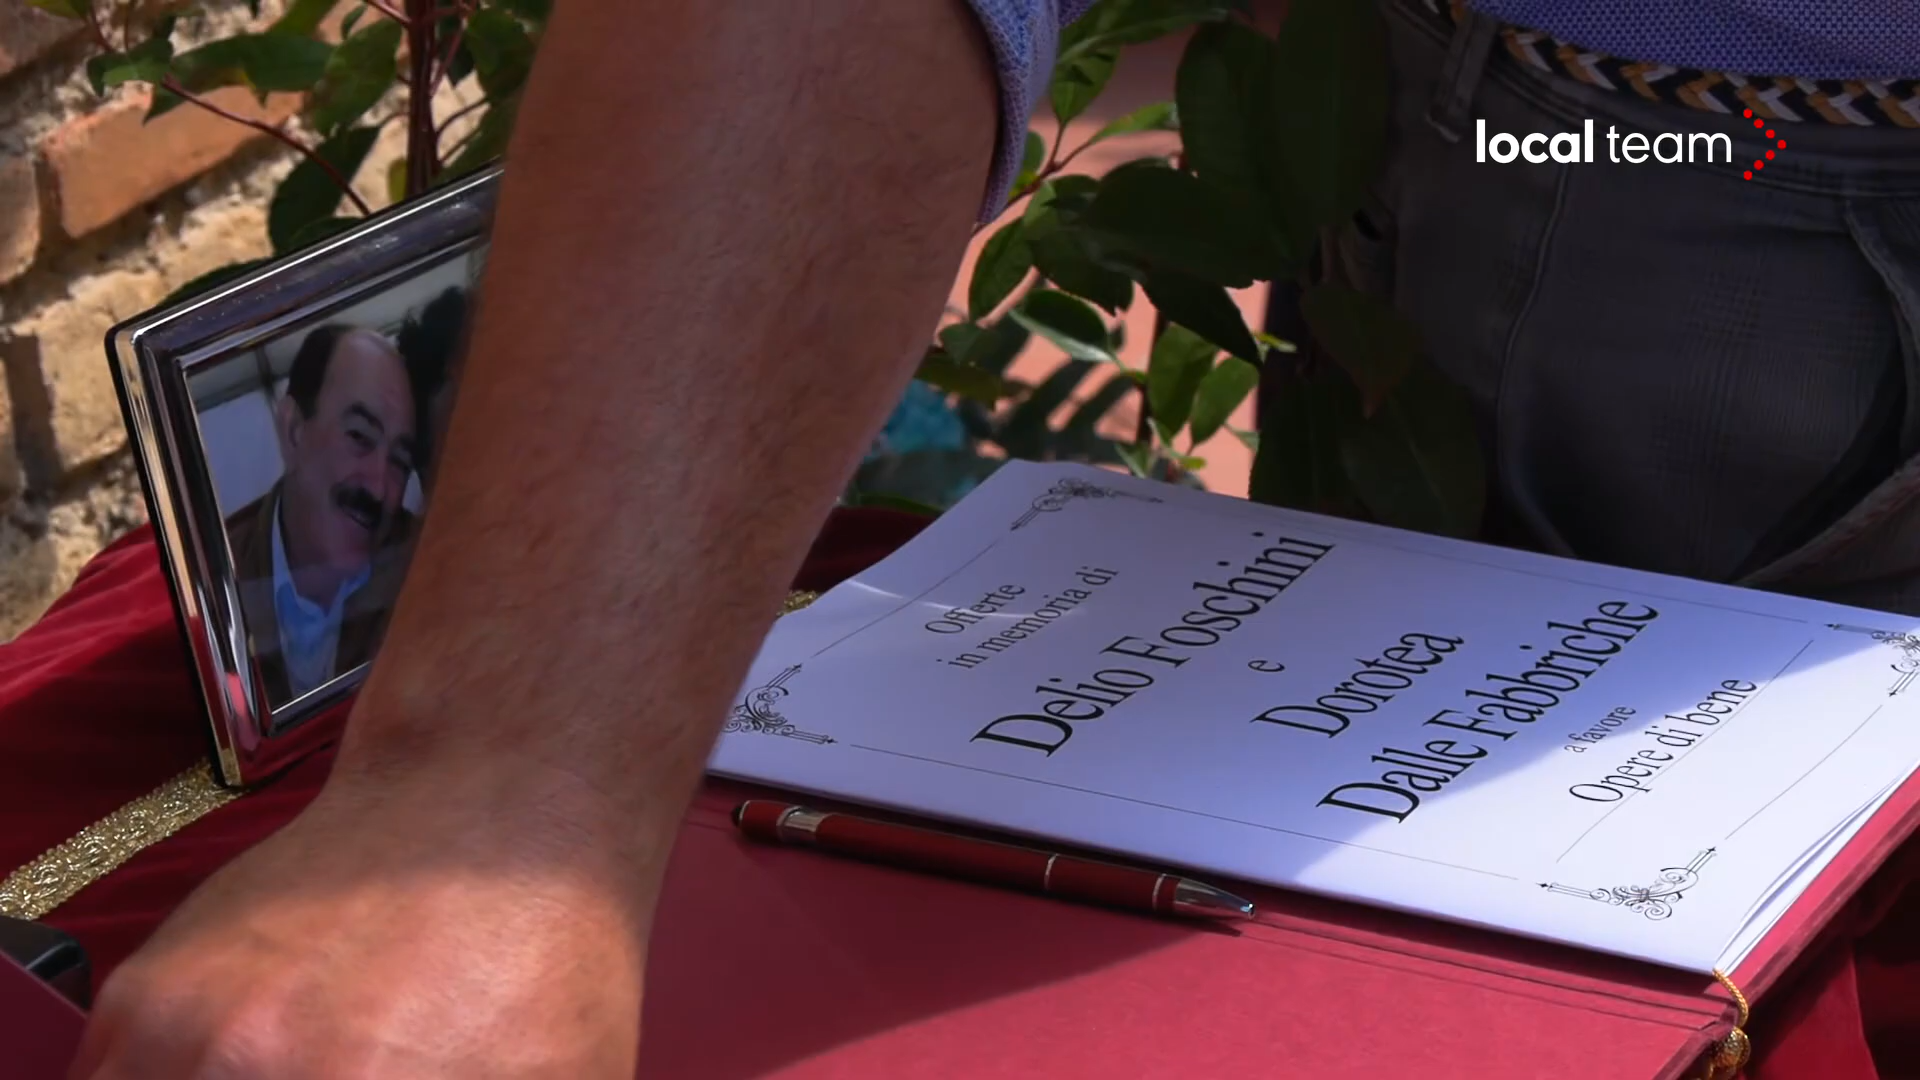 local team
Offerte
in memoria di
Delio Foschini
e
Dorotea
Dalle Fabbriche
a favore
Opere di bene